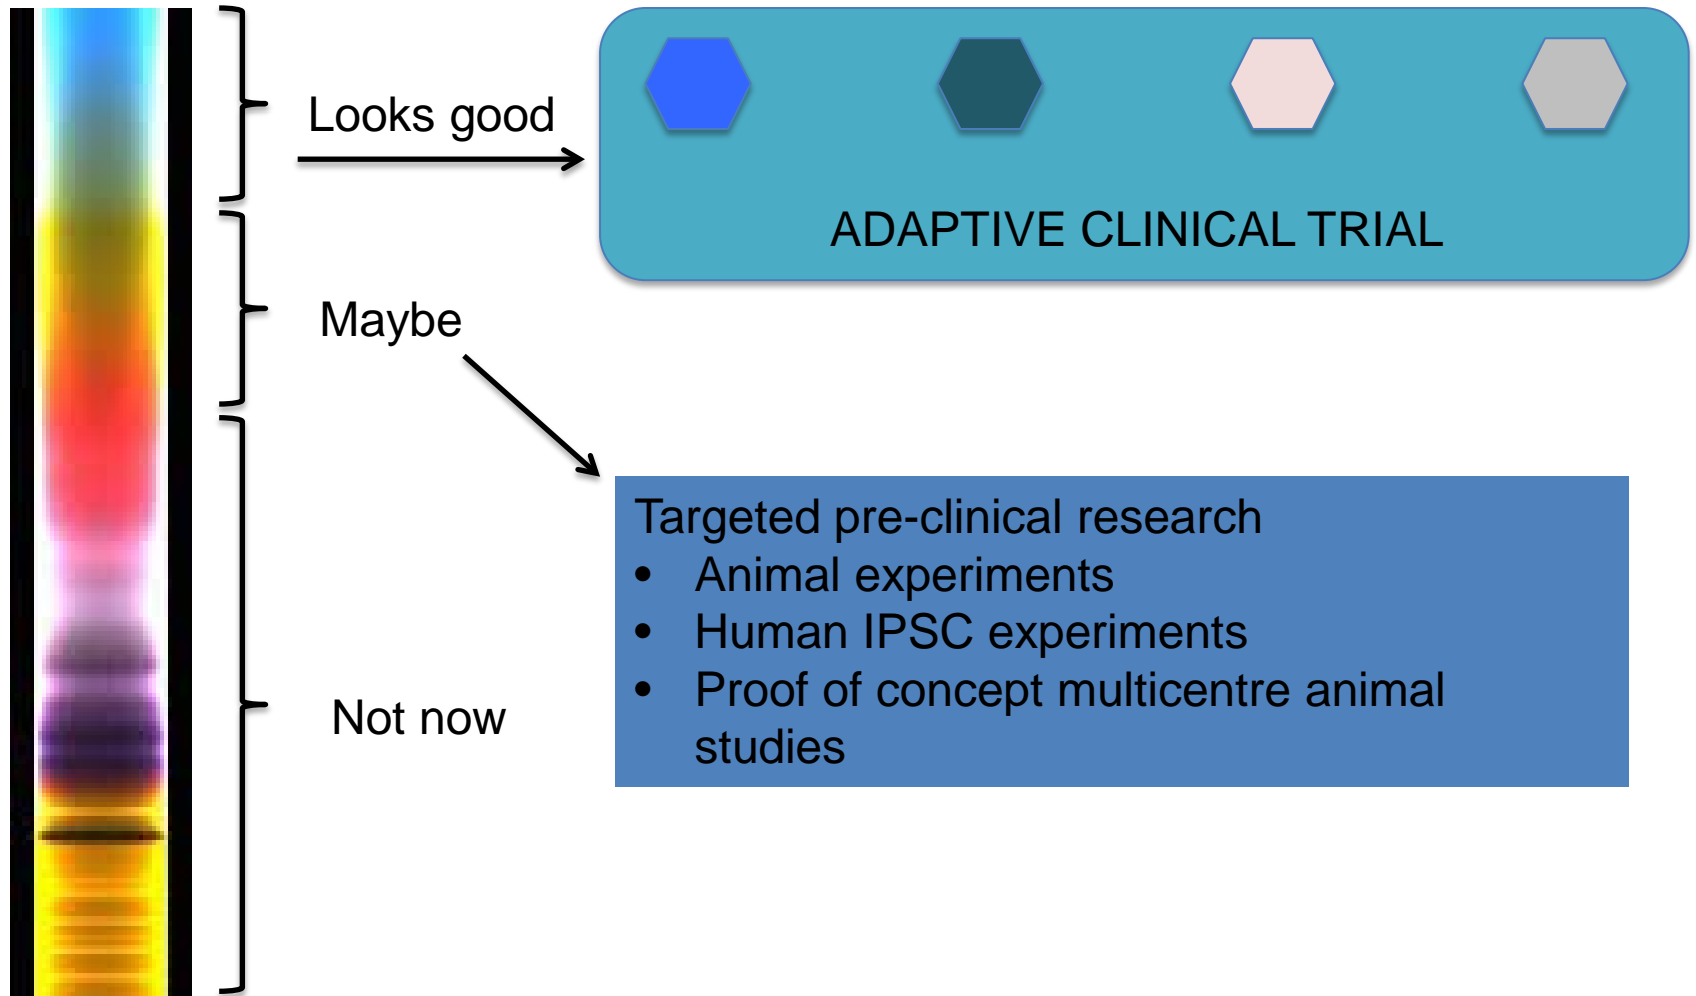 Looks good
ADAPTIVE CLINICAL TRIAL
Maybe
Targeted pre-clinical research
• Animal experiments
• Human IPSC experiments
• Proof of concept multicentre animal
studies
Not now